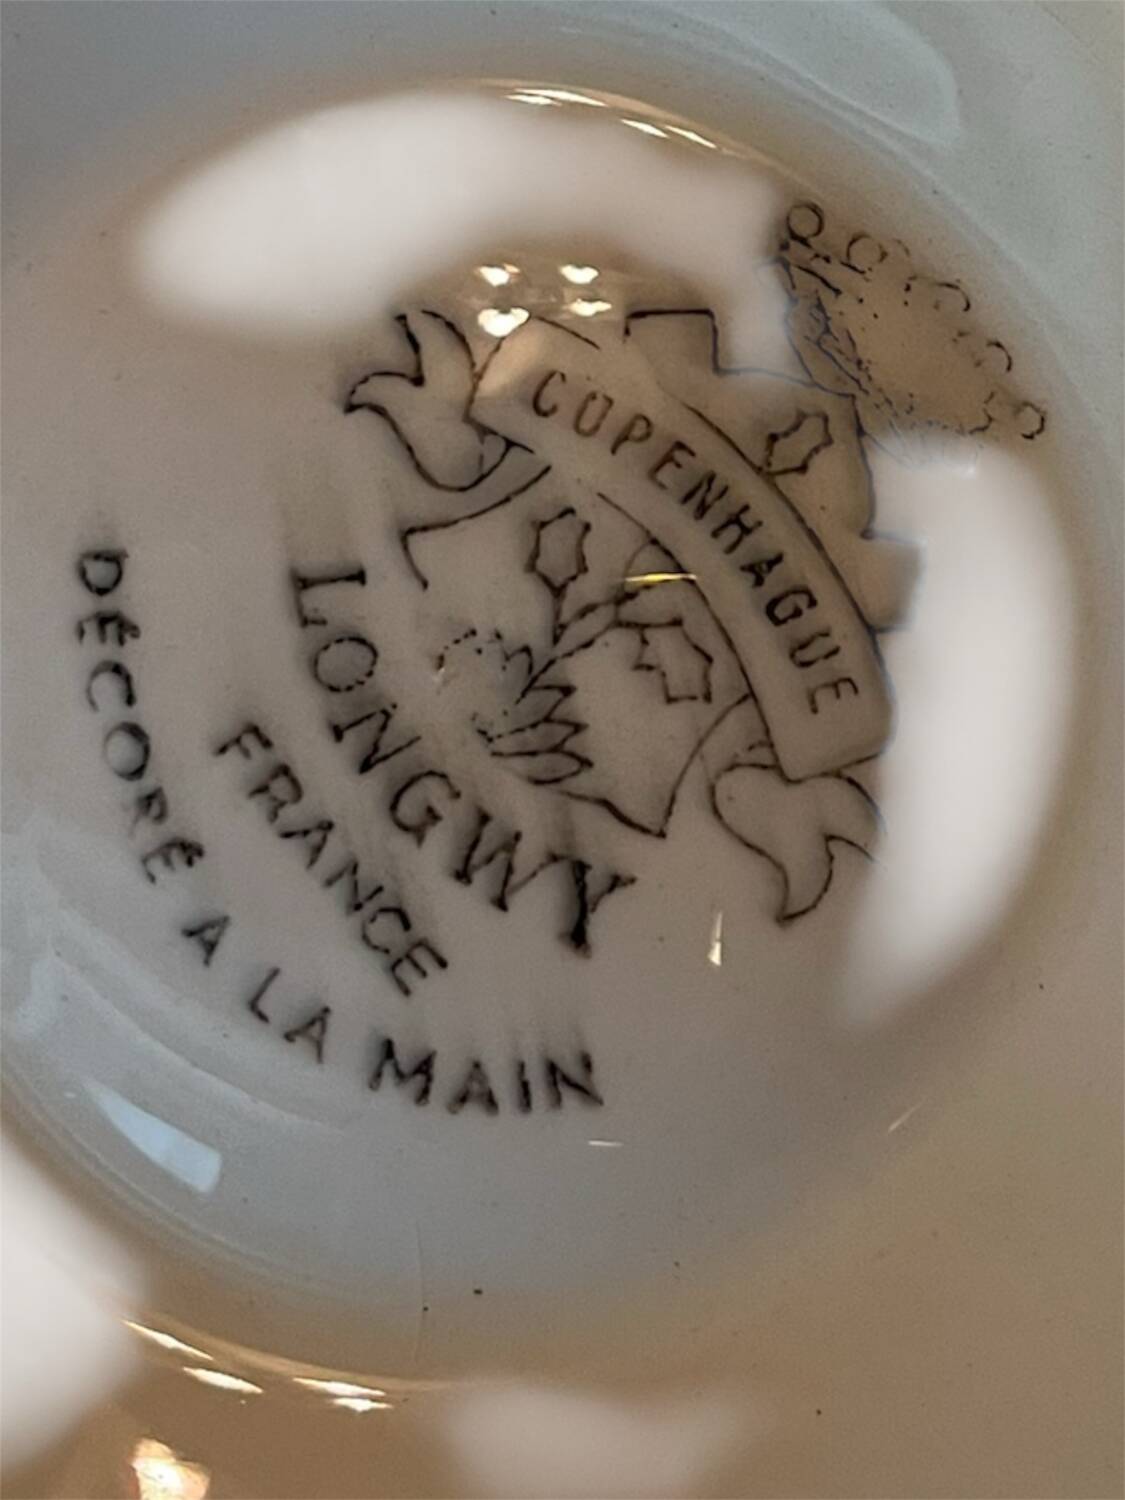 COPENHAGUE
LONGWY
FRANCE
DÉCORÉ A LA MAIN